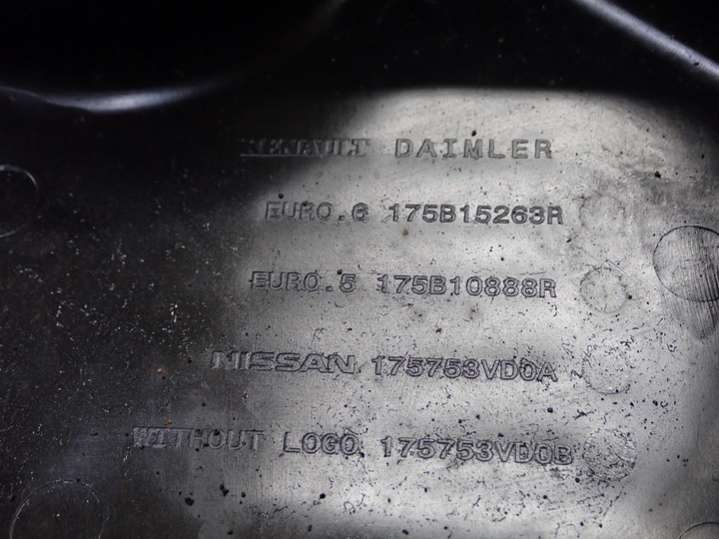 RENAULT DAIMLER
EURO.6 175B15263R
EURO.5 175B10888R
NISSAN 175753VD0A
WITHOUT LOGO 175753VD0B